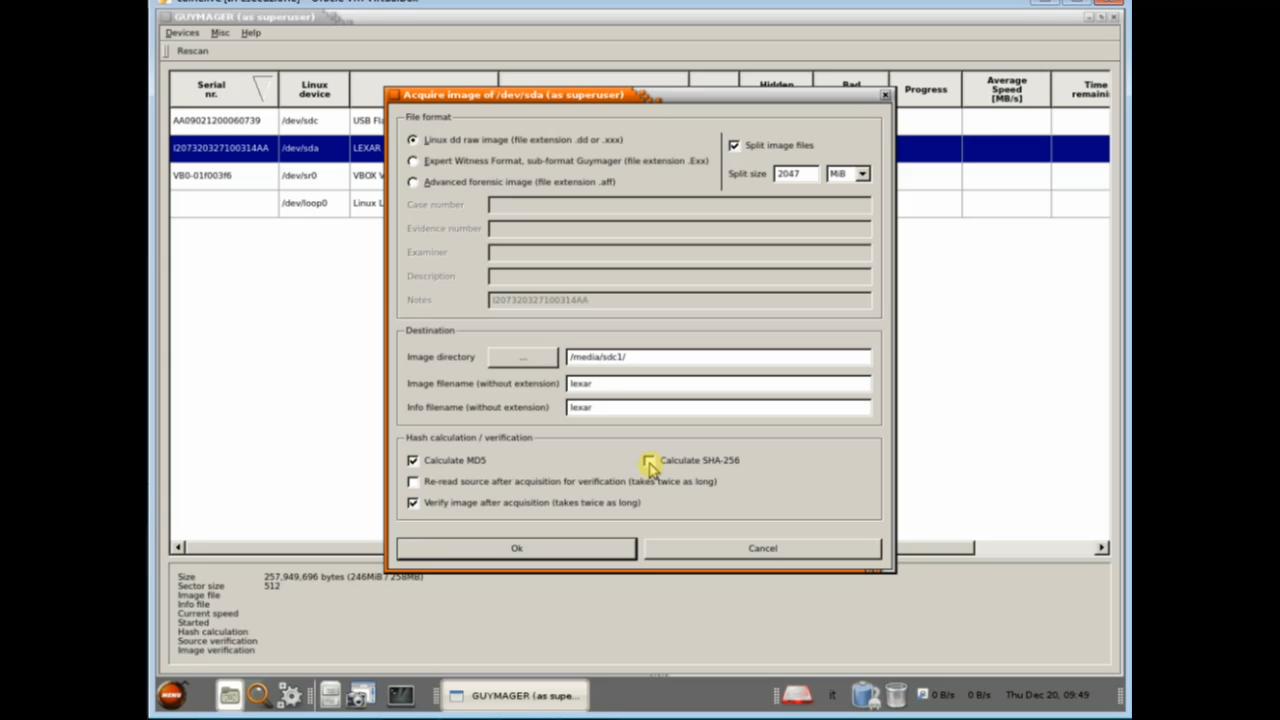 GUYMAGER (as superuser)
Devices Misc Help
Rescan
Serial nr. Linux device Hidden Bad Progress Average Speed [MB/s] Time remaini
AA09021200060739 /dev/sdc USB Fl
I207320327100314AA /dev/sda LEXAR
VB0-01f003f6 /dev/sr0 VBOX
/dev/loop0 Linux L
Acquire image of /dev/sda (as superuser)
File format
Linux dd raw image (file extension .dd or .xxx)
Expert Witness Format, sub-format Guymager (file extension .Exx)
Advanced forensic image (file extension .aff)
Split image files
Split size 2047 MiB
Case number
Evidence number
Examiner
Description
Notes I207320327100314AA
Destination
Image directory ... /media/sdc1/
Image filename (without extension) lexar
Info filename (without extension) lexar
Hash calculation / verification
Calculate MD5 Calculate SHA-256
Re-read source after acquisition for verification (takes twice as long)
Verify image after acquisition (takes twice as long)
Ok Cancel
Size 257,949,696 bytes (246MiB / 258MB)
Sector size 512
Image file
Info file
Current speed
Started
Hash calculation
Source verification
Image verification
MENU GUYMAGER (as supe... it 0 B/s 0 B/s Thu Dec 20, 09:49